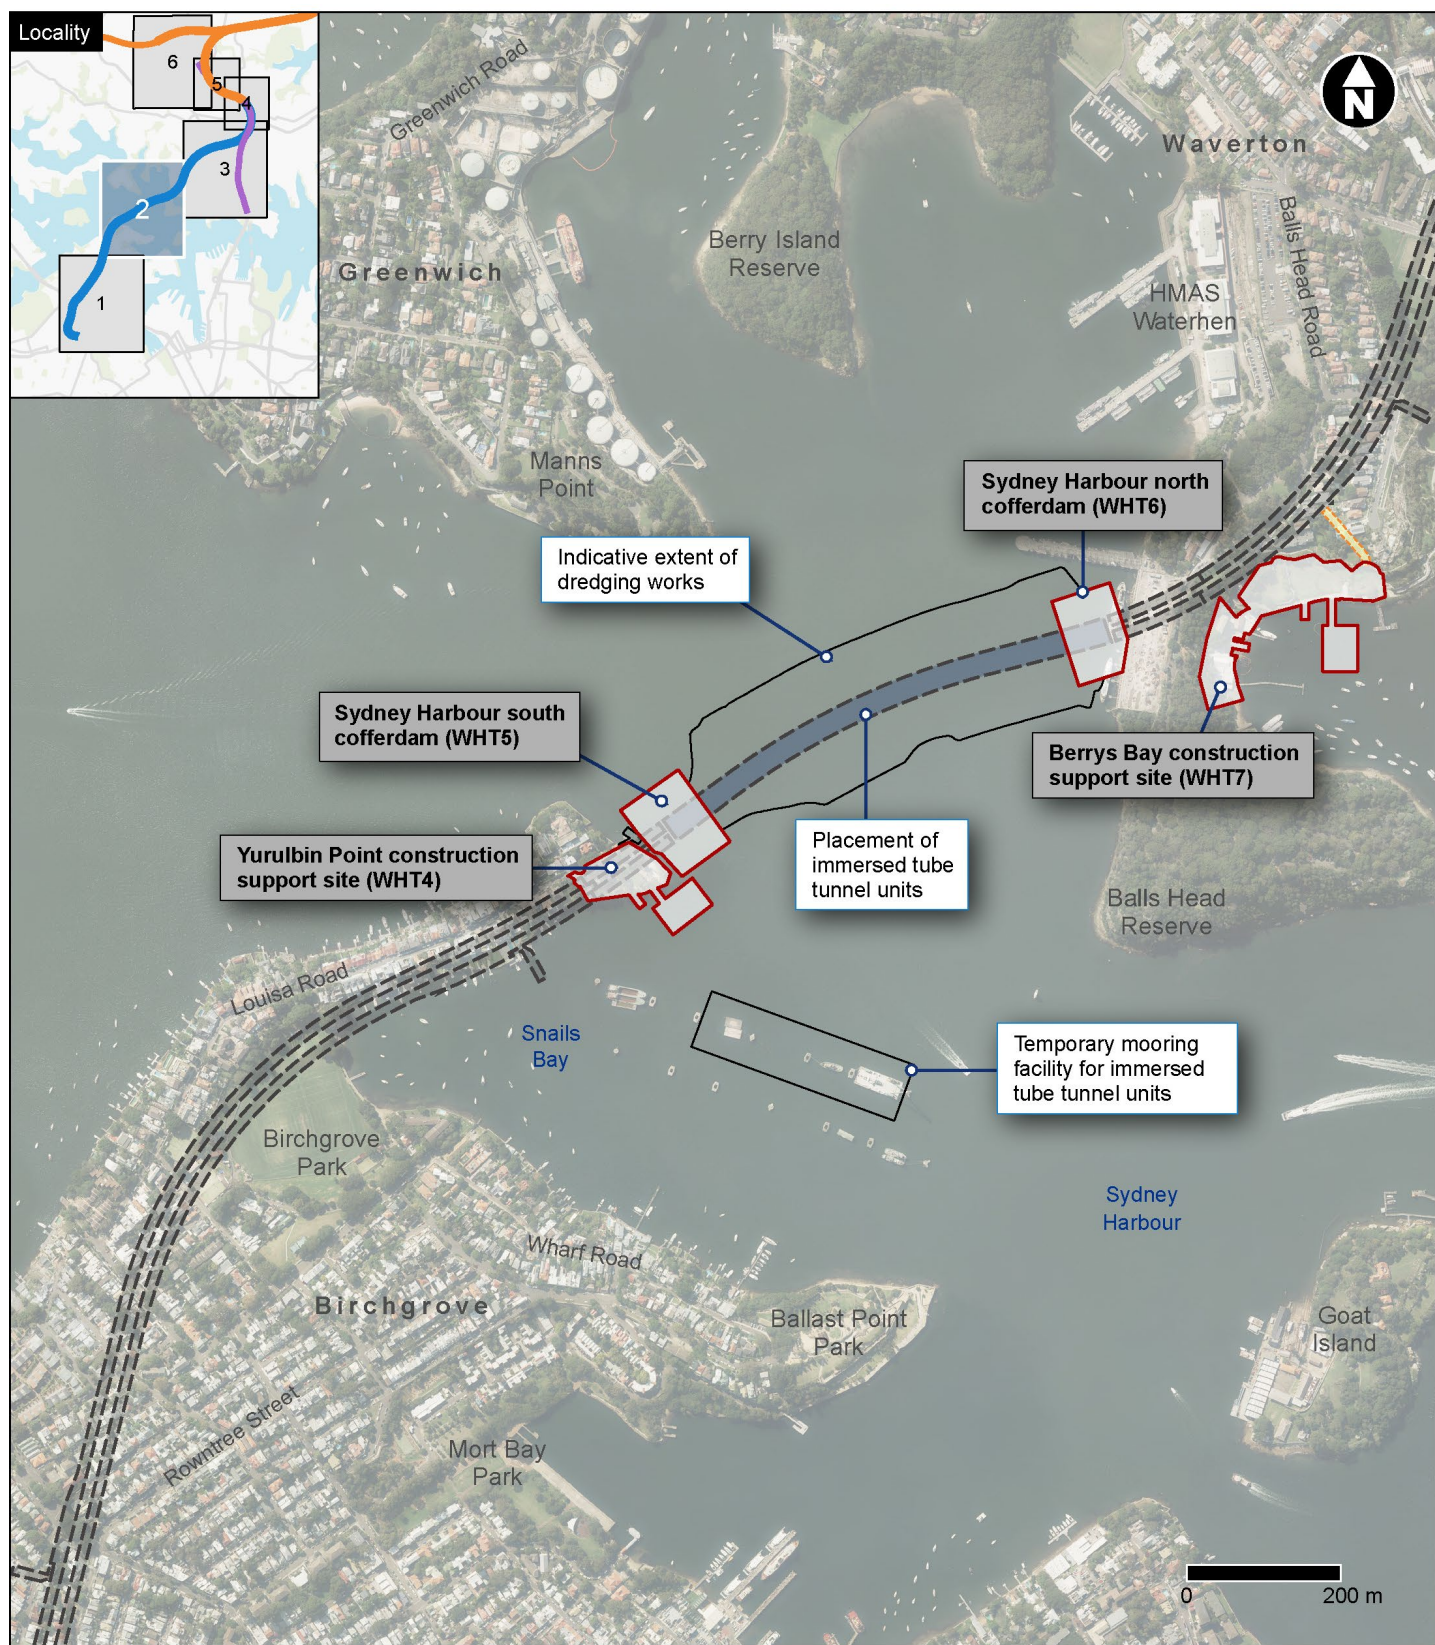 Locality
6
5
4
3
2
1
N
Greenwich Road
Waverton
Balls Head Road
Berry Island
Reserve
Greenwich
HMAS
Waterhen
Manns
Point
Sydney Harbour north
cofferdam (WHT6)
Indicative extent of
dredging works
Sydney Harbour south
cofferdam (WHT5)
Berrys Bay construction
support site (WHT7)
Placement of
immersed tube
tunnel units
Yurulbin Point construction
support site (WHT4)
Balls Head
Reserve
Louisa Road
Snails
Bay
Temporary mooring
facility for immersed
tube tunnel units
Birchgrove
Park
Sydney
Harbour
Wharf Road
Birchgrove
Ballast Point
Park
Goat
Island
Rowntree Street
Mort Bay
Park
0
200 m